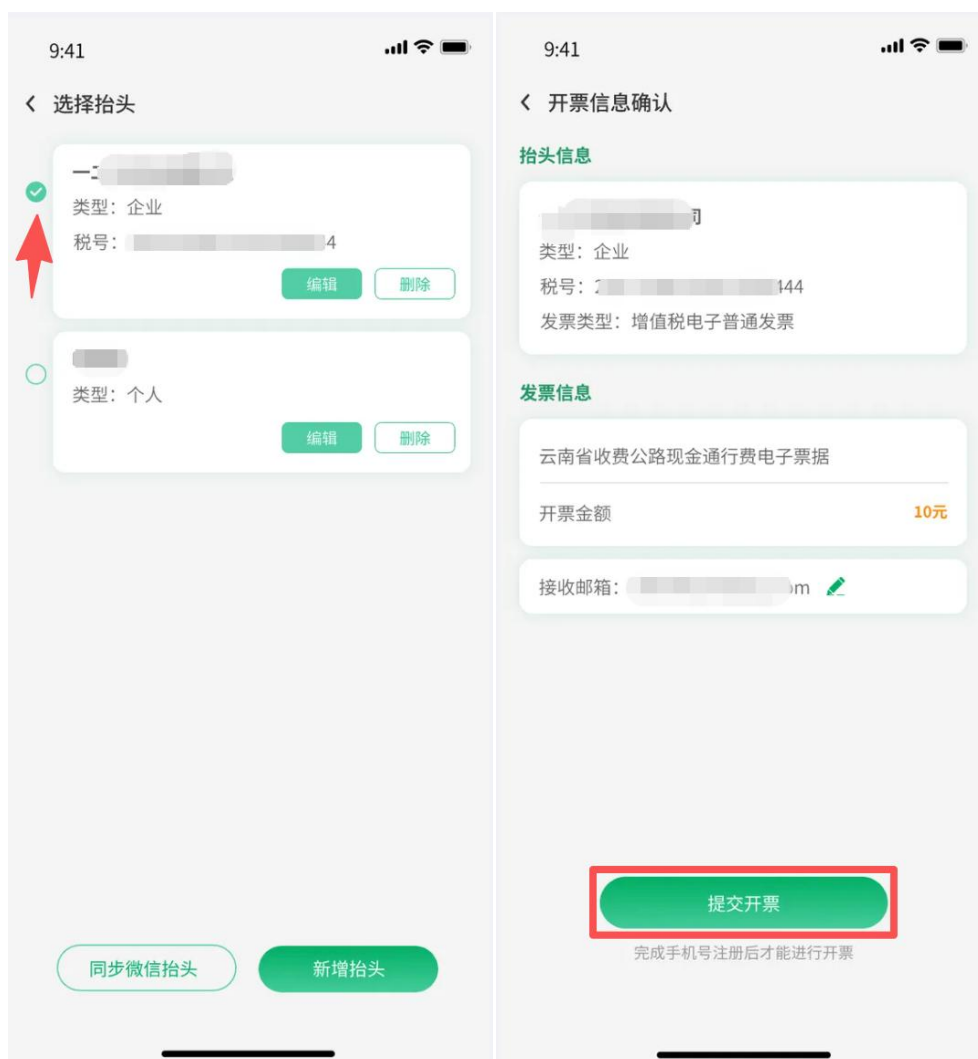 9:41
选择抬头
类型：企业
税号：4
编辑
删除
类型：个人
编辑
删除
同步微信抬头
新增抬头
9:41
开票信息确认
抬头信息
司
类型：企业
税号：444
发票类型：增值税电子普通发票
发票信息
云南省收费公路现金通行费电子票据
开票金额
10元
接收邮箱：om
提交开票
完成手机号注册后才能进行开票